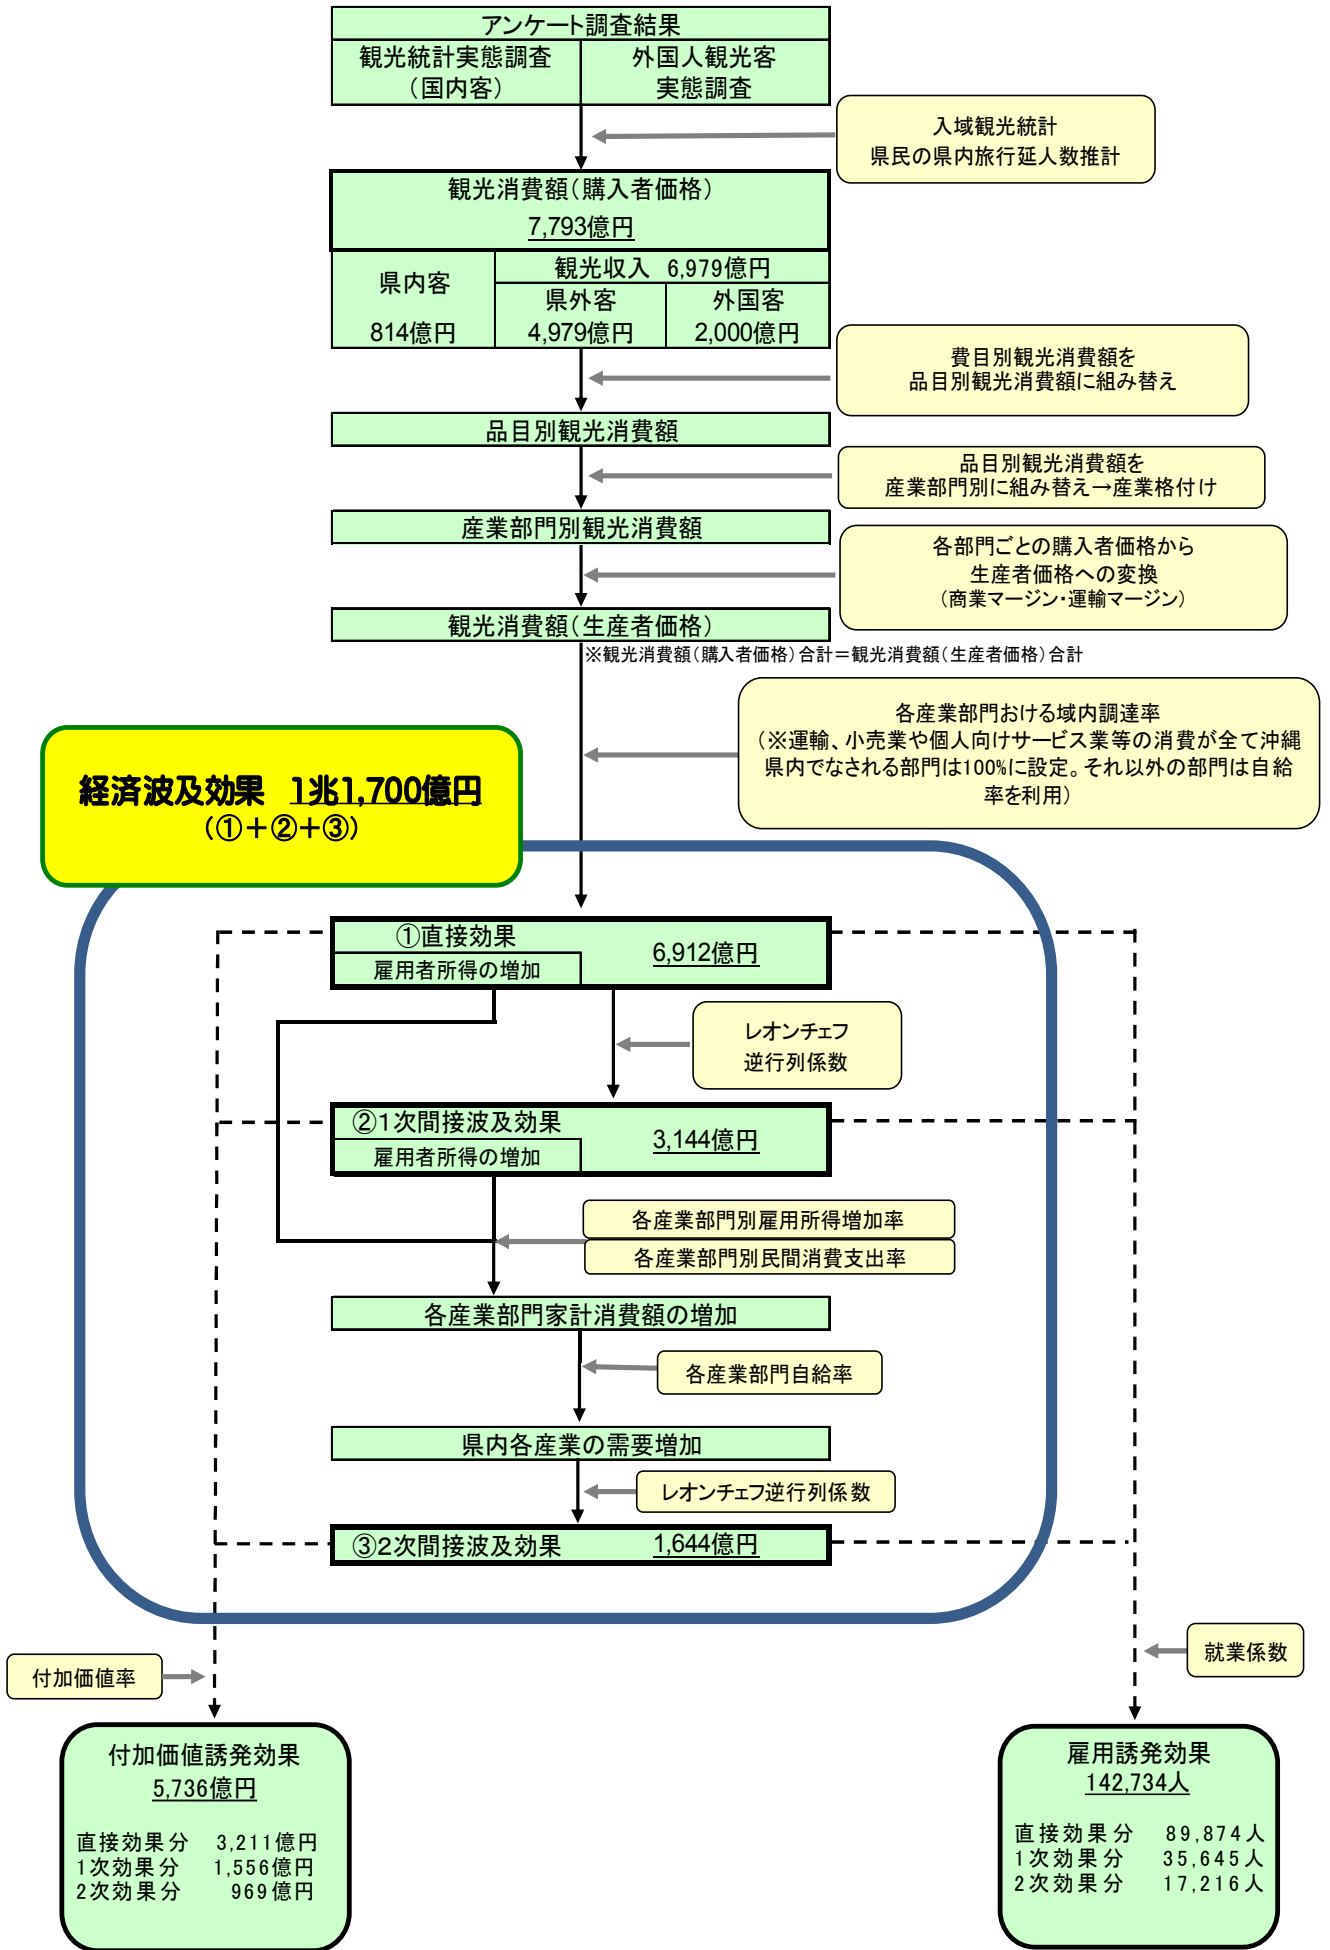 アンケート調査結果
観光統計実態調査
（国内客）
外国人観光客
実態調査
入域観光統計
県民の県内旅行延人数推計
観光消費額（購入者価格）
7,793億円
県内客
814億円
観光収入 6,979億円
県外客
4,979億円
外国客
2,000億円
費目別観光消費額を
品目別観光消費額に組み替え
品目別観光消費額
品目別観光消費額を
産業部門別に組み替え→産業格付け
産業部門別観光消費額
各部門ごとの購入者価格から
生産者価格への変換
（商業マージン・運輸マージン）
観光消費額（生産者価格）
※観光消費額（購入者価格）合計＝観光消費額（生産者価格）合計
各産業部門おける域内調達率
（※運輸、小売業や個人向けサービス業等の消費が全て沖縄
県内でなされる部門は100%に設定。それ以外の部門は自給
率を利用）
経済波及効果 1兆1,700億円
（①＋②＋③）
①直接効果
雇用者所得の増加
6,912億円
レオンチェフ
逆行列係数
②１次間接波及効果
雇用者所得の増加
3,144億円
各産業部門別雇用所得増加率
各産業部門別民間消費支出率
各産業部門家計消費額の増加
各産業部門自給率
県内各産業の需要増加
レオンチェフ逆行列係数
③２次間接波及効果 1,644億円
付加価値率
就業係数
付加価値誘発効果
5,736億円
直接効果分 3,211億円
1次効果分 1,556億円
2次効果分 969億円
雇用誘発効果
142,734人
直接効果分 89,874人
1次効果分 35,645人
2次効果分 17,216人